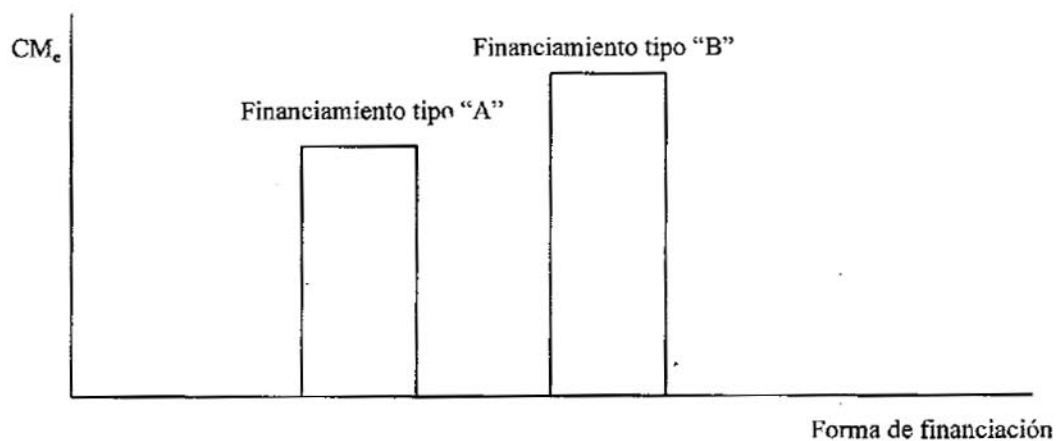 CMe
Financiamiento tipo “B”
Financiamiento tipo “A”
Forma de financiación